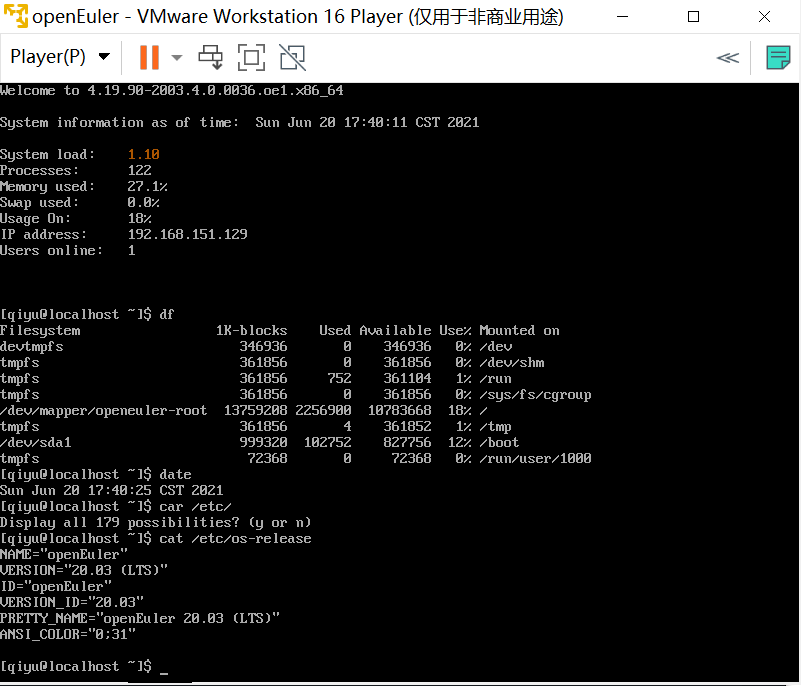 openEuler - VMware Workstation 16 Player (仅用于非商业用途)
Player(P)
Welcome to 4.19.90-2003.4.0.0036.oe1.x86_64
System information as of time:  Sun Jun 20 17:40:11 CST 2021
System load:    1.10
Processes:      122
Memory used:    27.1%
Swap used:      0.0%
Usage On:       18%
IP address:     192.168.151.129
Users online:   1
[qiyu@localhost ~]$ df
Filesystem                 1K-blocks    Used Available Use% Mounted on
devtmpfs                      346936       0    346936   0% /dev
tmpfs                         361856       0    361856   0% /dev/shm
tmpfs                         361856     752    361104   1% /run
tmpfs                         361856       0    361856   0% /sys/fs/cgroup
/dev/mapper/openeuler-root  13759208 2256900  10783668  18% /
tmpfs                         361856       4    361852   1% /tmp
/dev/sda1                     999320  102752    827756  12% /boot
tmpfs                          72368       0     72368   0% /run/user/1000
[qiyu@localhost ~]$ date
Sun Jun 20 17:40:25 CST 2021
[qiyu@localhost ~]$ car /etc/
Display all 179 possibilities? (y or n)
[qiyu@localhost ~]$ cat /etc/os-release
NAME="openEuler"
VERSION="20.03 (LTS)"
ID="openEuler"
VERSION_ID="20.03"
PRETTY_NAME="openEuler 20.03 (LTS)"
ANSI_COLOR="0;31"
[qiyu@localhost ~]$ _